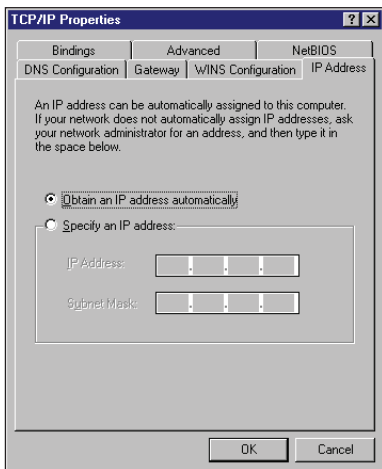 TCP/IP Properties
Bindings Advanced NetBIOS
DNS Configuration Gateway WINS Configuration IP Address
An IP address can be automatically assigned to this computer.
If your network does not automatically assign IP addresses, ask
your network administrator for an address, and then type it in
the space below.
Obtain an IP address automatically
Specify an IP address:
IP Address:
Subnet Mask:
OK Cancel